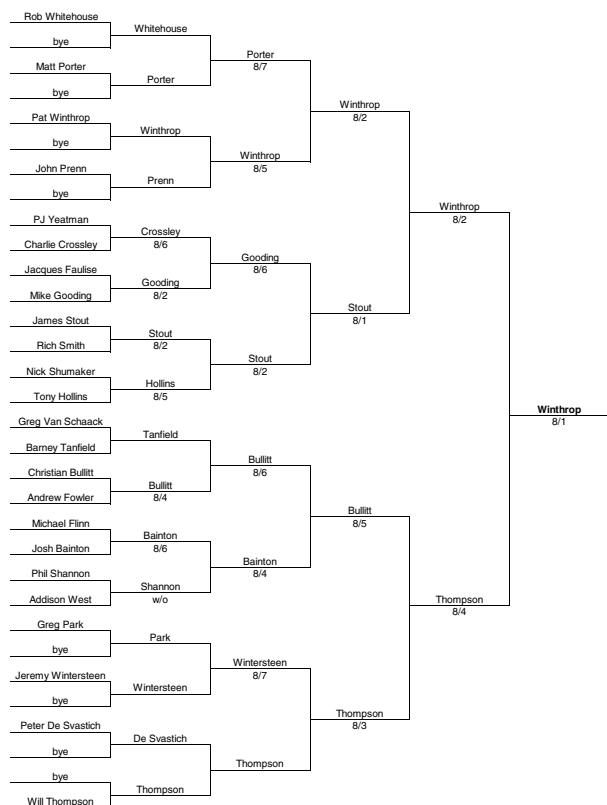 Rob Whitehouse
bye
Matt Porter
bye
Pat Winthrop
bye
John Prenn
bye
PJ Yeatman
Charlie Crossley
Jacques Faulise
Mike Gooding
James Stout
Rich Smith
Nick Shumaker
Tony Hollins
Greg Van Schaack
Barney Tanfield
Christian Bullitt
Andrew Fowler
Michael Flinn
Josh Bainton
Phil Shannon
Addison West
Greg Park
bye
Jeremy Wintersteen
bye
Peter De Svastich
bye
bye
Will Thompson
Whitehouse
Porter
Winthrop
Prenn
Crossley
8/6
Gooding
8/2
Stout
8/2
Hollins
8/5
Tanfield
Bullitt
8/4
Bainton
8/6
Shannon
w/o
Park
Wintersteen
De Svastich
Thompson
Porter
8/7
Winthrop
8/5
Gooding
8/6
Stout
8/2
Bullitt
8/6
Bainton
8/4
Wintersteen
8/7
Thompson
Winthrop
8/2
Stout
8/1
Bullitt
8/5
Thompson
8/3
Winthrop
8/2
Thompson
8/4
Winthrop
8/1